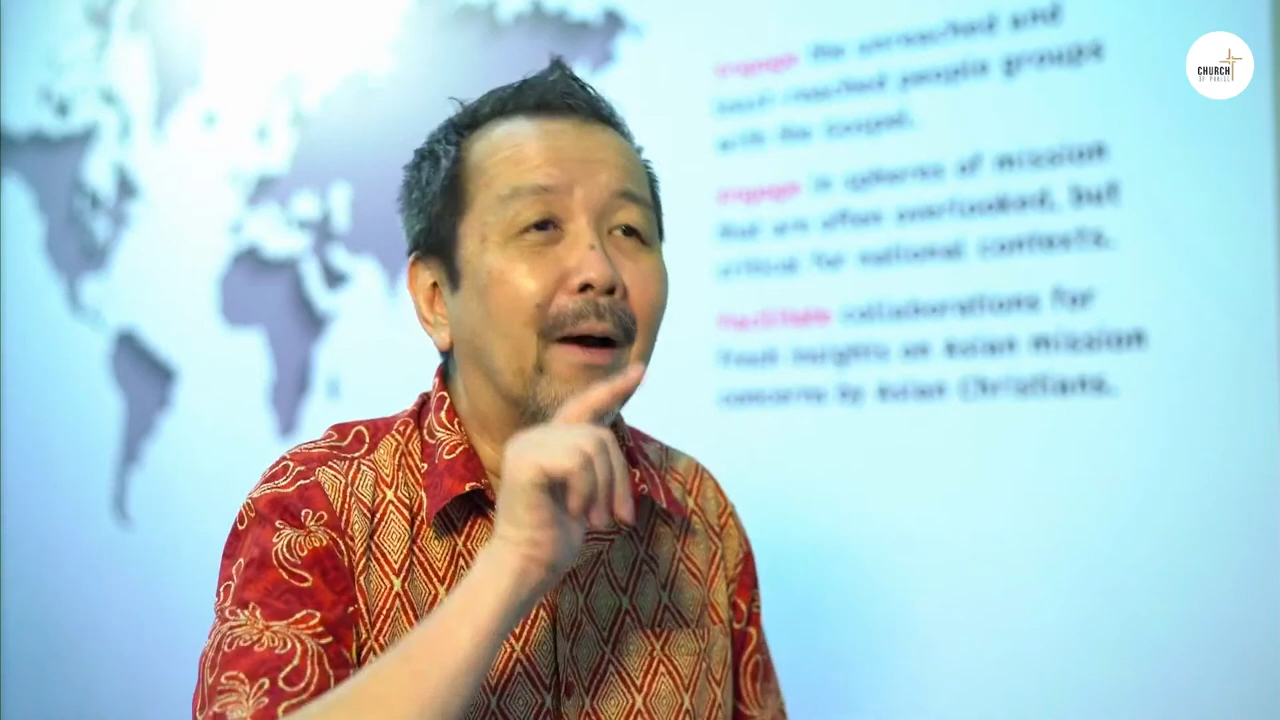 Engage the unreached and
least-reached people groups
with the Gospel.
Engage in spheres of mission
that are often overlooked, but
critical for national contexts.
Facilitate collaborations for
fresh insights on Asian mission
concerns by Asian Christians.
CHURCH
OF PRAISE